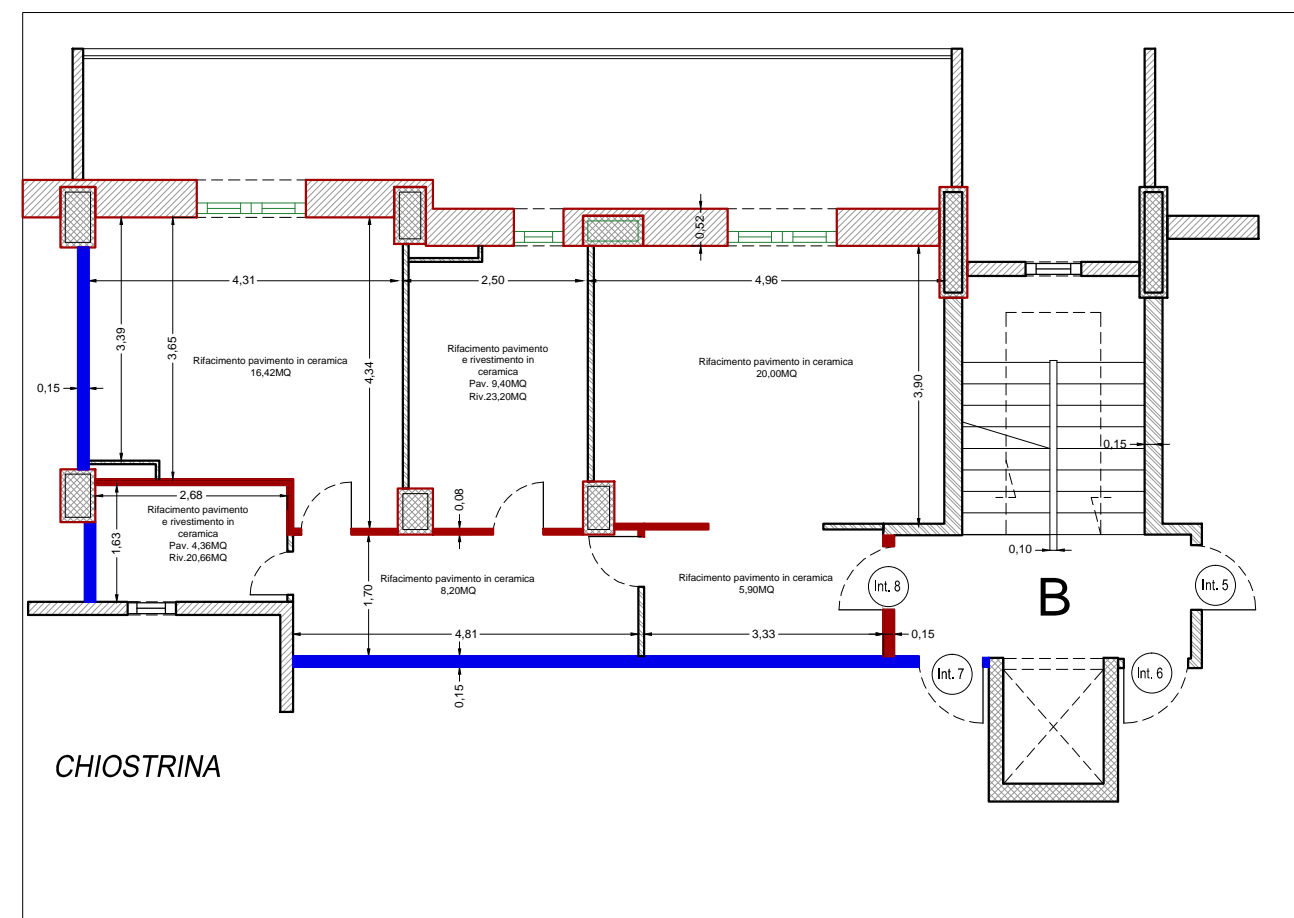 0,52
4,31
2,50
4,96
3,39
3,65
4,34
3,90
0,15
Rifacimento pavimento in ceramica
16,42MQ
Rifacimento pavimento
e rivestimento in
ceramica
Pav. 9,40MQ
Riv.23,20MQ
Rifacimento pavimento in ceramica
20,00MQ
0,15
2,68
0,08
Rifacimento pavimento
e rivestimento in
ceramica
Pav. 4,36MQ
Riv.20,66MQ
1,63
1,70
Rifacimento pavimento in ceramica
8,20MQ
Rifacimento pavimento in ceramica
5,90MQ
0,10
Int. 8
B
Int. 5
4,81
3,33
0,15
0,15
Int. 7
Int. 6
CHIOSTRINA